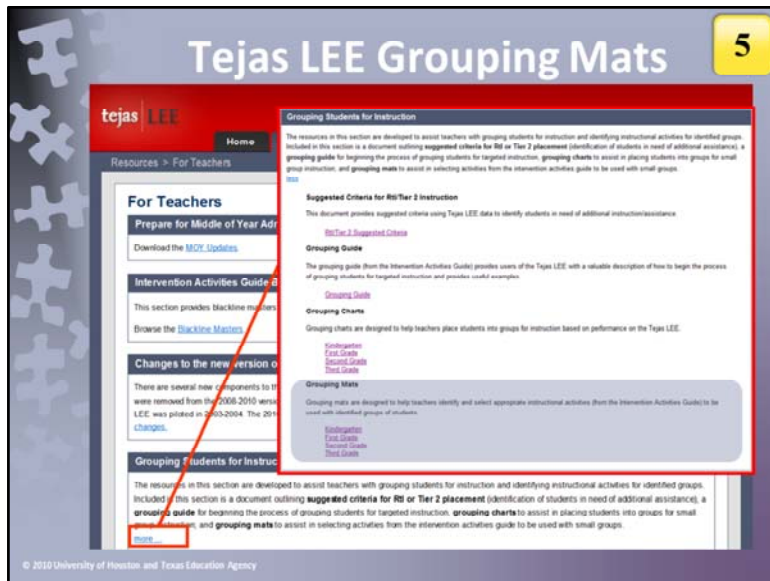 Tejas LEE Grouping Mats
5
tejas LEE
Home
Resources > For Teachers
For Teachers
Prepare for Middle of Year Adm
Download the MOY Updates.
Intervention Activities Guide B
This section provides blackline masters
Browse the Blackline Masters.
Changes to the new version o
There are several new components to th
were removed from the 2008-2010 versio
LEE was piloted in 2003-2004. The 201
changes.
Grouping Students for Instruc
The resources in this section are developed to assist teachers with grouping students for instruction and identifying instructional activities for identified groups.
Included in this section is a document outlining suggested criteria for RtI or Tier 2 placement (identification of students in need of additional assistance), a
grouping guide for beginning the process of grouping students for targeted instruction, grouping charts to assist in placing students into groups for small
group instruction, and grouping mats to assist in selecting activities from the intervention activities guide to be used with small groups.
more ...
Grouping Students for Instruction
The resources in this section are developed to assist teachers with grouping students for instruction and identifying instructional activities for identified groups.
Included in this section is a document outlining suggested criteria for RtI or Tier 2 placement (identification of students in need of additional assistance), a
grouping guide for beginning the process of grouping students for targeted instruction, grouping charts to assist in placing students into groups for small
group instruction, and grouping mats to assist in selecting activities from the intervention activities guide to be used with small groups.
less
Suggested Criteria for RtI/Tier 2 Instruction
This document provides suggested criteria using Tejas LEE data to identify students in need of additional instruction/assistance.
RtI/Tier 2 Suggested Criteria
Grouping Guide
The grouping guide (from the Intervention Activities Guide) provides users of the Tejas LEE with a valuable description of how to begin the process
of grouping students for targeted instruction and provides useful examples.
Grouping Guide
Grouping Charts
Grouping charts are designed to help teachers place students into groups for instruction based on performance on the Tejas LEE.
Kindergarten
First Grade
Second Grade
Third Grade
Grouping Mats
Grouping mats are designed to help teachers identify and select appropriate instructional activities (from the Intervention Activities Guide) to be
used with identified groups of students.
Kindergarten
First Grade
Second Grade
Third Grade
© 2010 University of Houston and Texas Education Agency